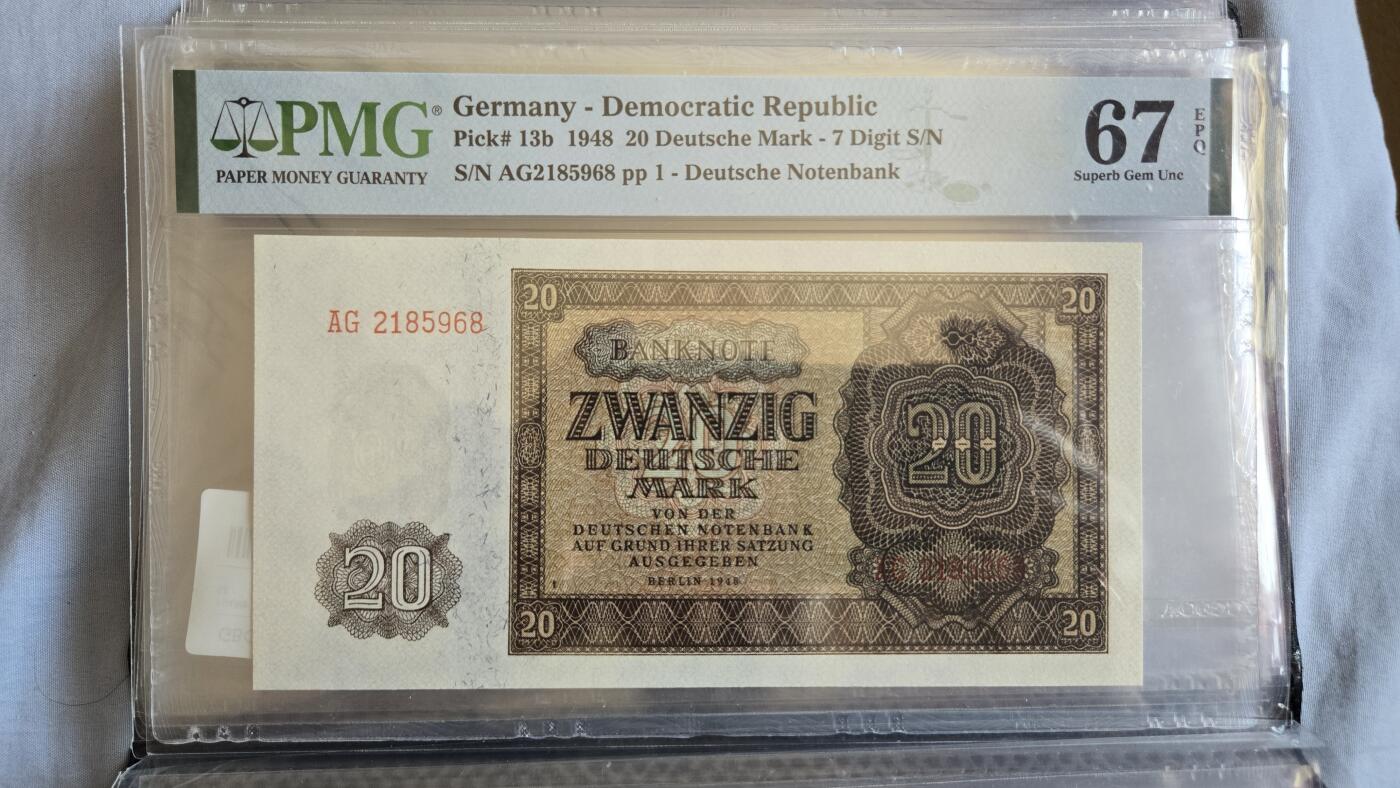 PMG®
PAPER MONEY GUARANTY
Germany - Democratic Republic
Pick# 13b 1948 20 Deutsche Mark - 7 Digit S/N
S/N AG2185968 pp 1 - Deutsche Notenbank
67
EPQ
Superb Gem Unc
20
20
AG 2185968
BANKNOTE
ZWANZIG
20
DEUTSCHE
MARK
VON DER
DEUTSCHEN NOTENBANK
AUF GRUND IHRER SATZUNG
AUSGEGEBEN
BERLIN 1948
20
20
20